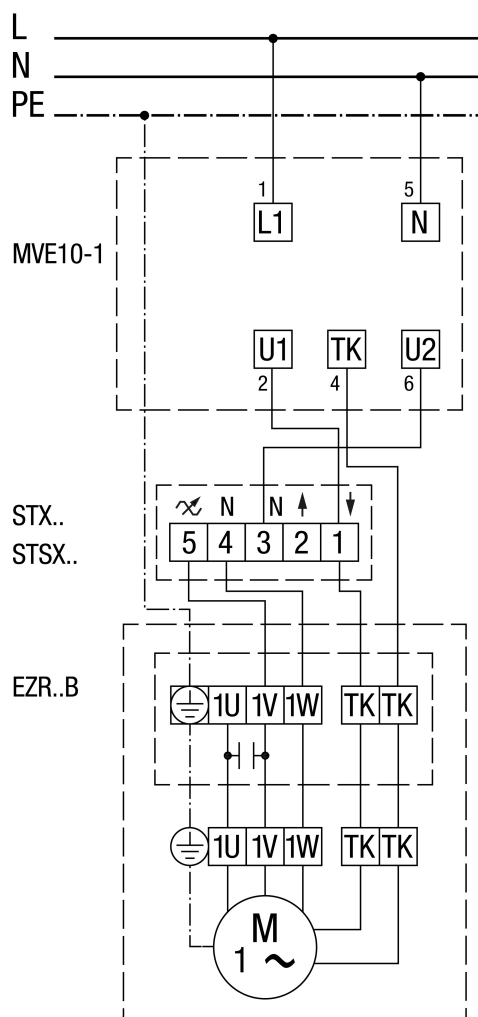 L
N
PE
1 5
L1 N
MVE10-1
U1 TK U2
2 4 6
STX..
STSX..
N N
5 4 3 2 1
EZR..B
1U 1V 1W TK TK
1U 1V 1W TK TK
M
1 ~